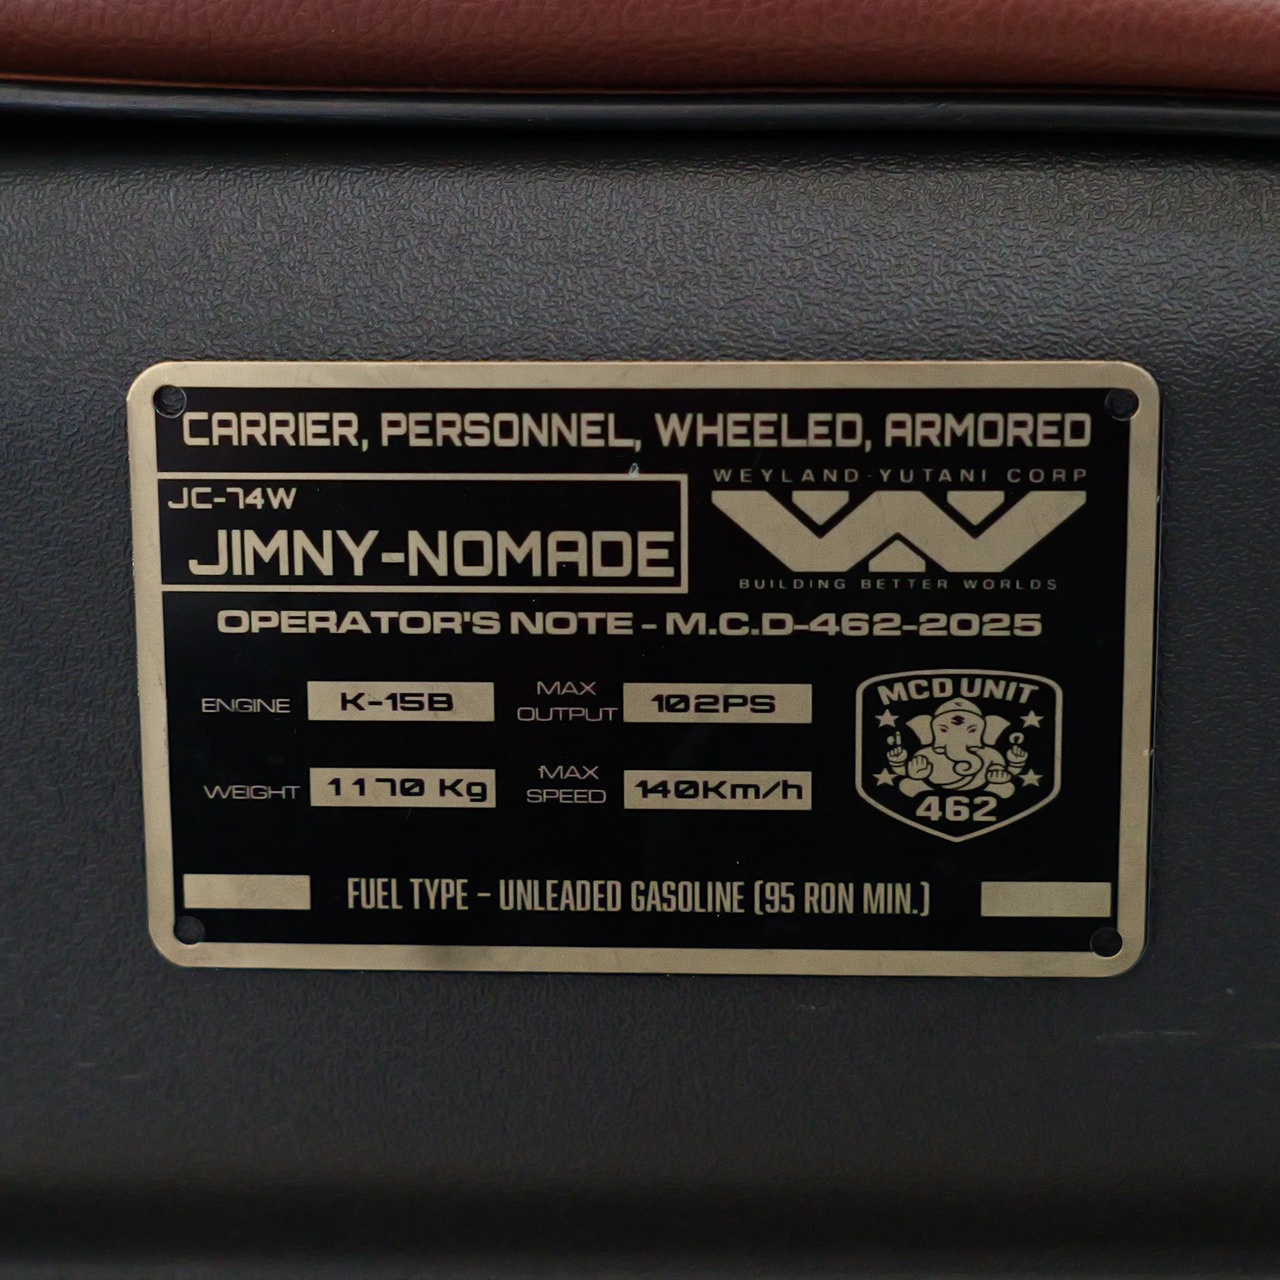 CARRIER, PERSONNEL, WHEELED, ARMORED
JC-74W
JIMNY-NOMADE
WEYLAND-YUTANI CORP
BUILDING BETTER WORLDS
OPERATOR'S NOTE - M.C.D-462-2025
ENGINE K-15B MAX OUTPUT 102PS
WEIGHT 1170 Kg MAX SPEED 140Km/h
MCD UNIT
462
FUEL TYPE - UNLEADED GASOLINE (95 RON MIN.)